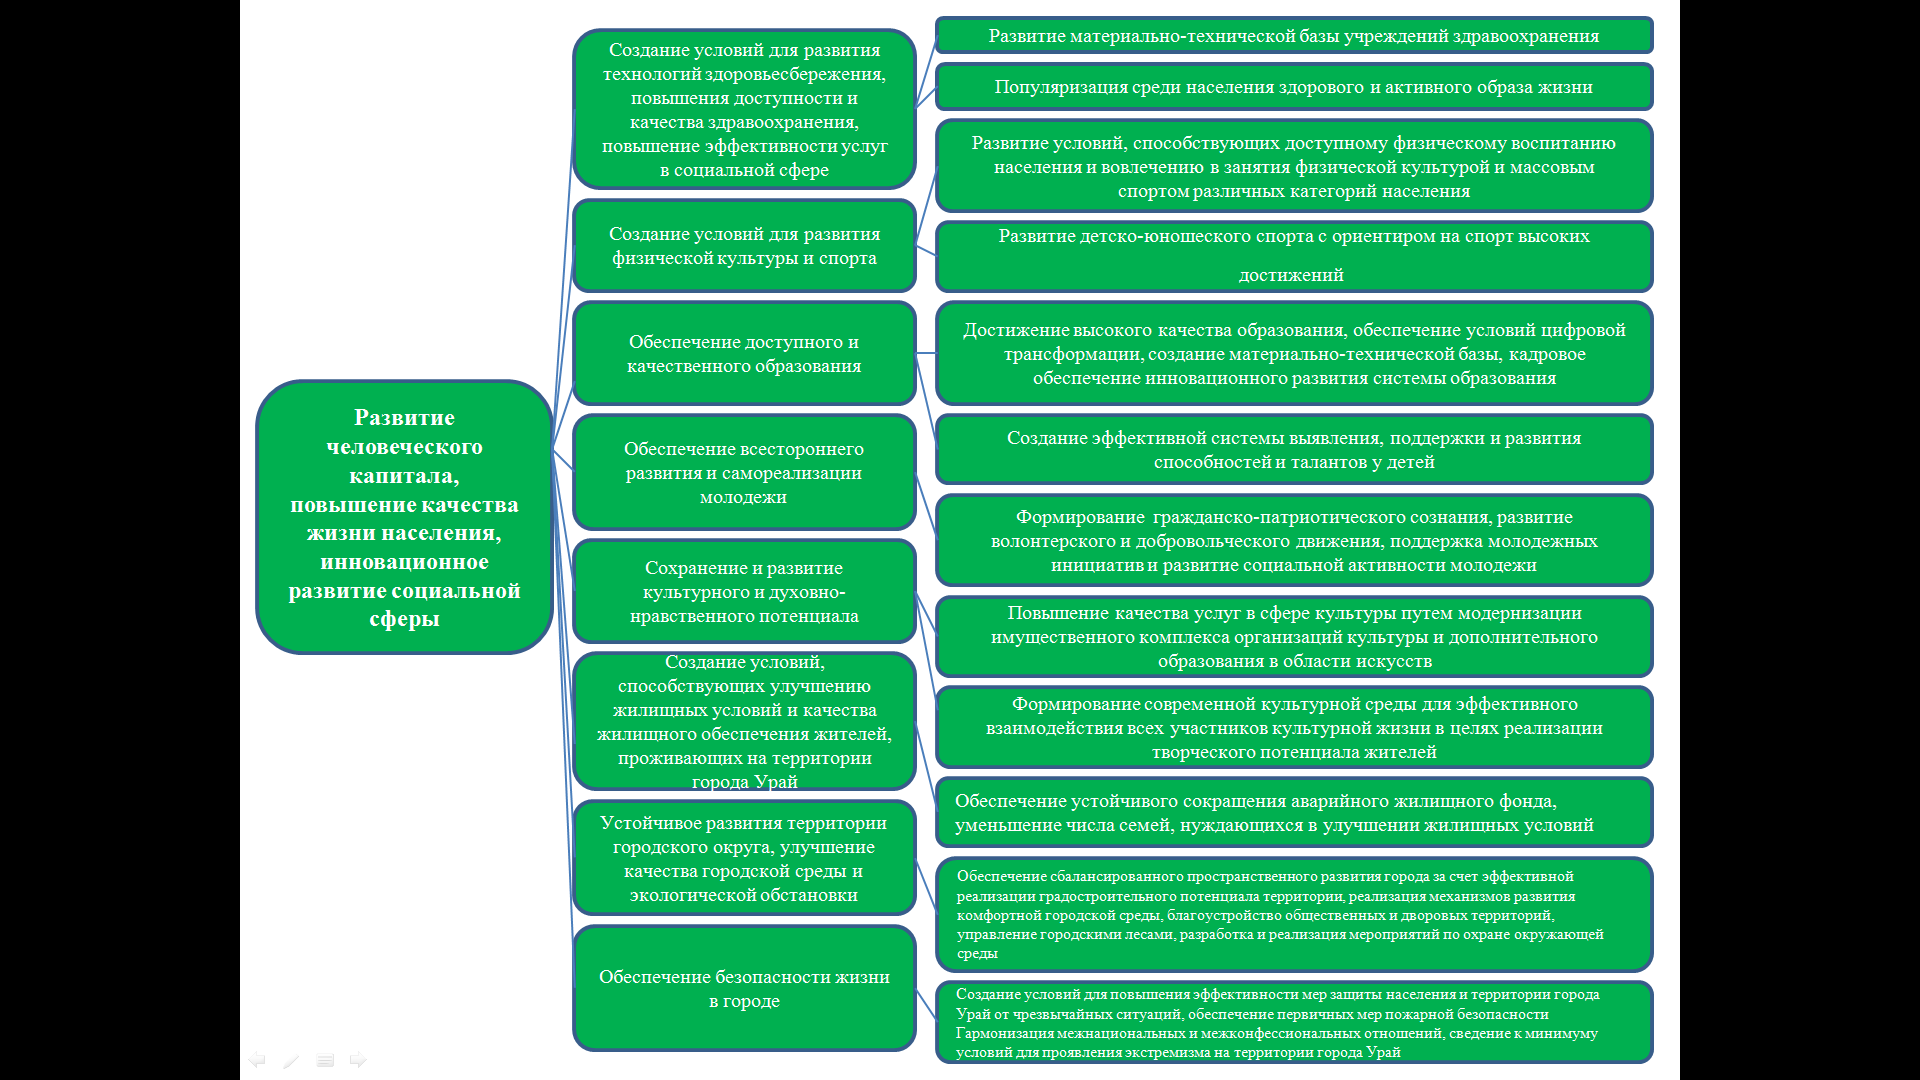 Развитие
человеческого
капитала,
повышение качества
жизни населения,
инновационное
развитие социальной
сферы
Создание условий для развития
технологий здоровьесбережения,
повышения доступности и
качества здравоохранения,
повышение эффективности услуг
в социальной сфере
Развитие материально-технической базы учреждений здравоохранения
Популяризация среди населения здорового и активного образа жизни
Создание условий для развития
физической культуры и спорта
Развитие условий, способствующих доступному физическому воспитанию
населения и вовлечению в занятия физической культурой и массовым
спортом различных категорий населения
Развитие детско-юношеского спорта с ориентиром на спорт высоких
достижений
Обеспечение доступного и
качественного образования
Достижение высокого качества образования, обеспечение условий цифровой
трансформации, создание материально-технической базы, кадровое
обеспечение инновационного развития системы образования
Создание эффективной системы выявления, поддержки и развития
способностей и талантов у детей
Обеспечение всестороннего
развития и самореализации
молодежи
Формирование гражданско-патриотического сознания, развитие
волонтерского и добровольческого движения, поддержка молодежных
инициатив и развитие социальной активности молодежи
Сохранение и развитие
культурного и духовно-
нравственного потенциала
Повышение качества услуг в сфере культуры путем модернизации
имущественного комплекса организаций культуры и дополнительного
образования в области искусств
Формирование современной культурной среды для эффективного
взаимодействия всех участников культурной жизни в целях реализации
творческого потенциала жителей
Создание условий,
способствующих улучшению
жилищных условий и качества
жилищного обеспечения жителей,
проживающих на территории
города Урай
Обеспечение устойчивого сокращения аварийного жилищного фонда,
уменьшение числа семей, нуждающихся в улучшении жилищных условий
Устойчивое развития территории
городского округа, улучшение
качества городской среды и
экологической обстановки
Обеспечение сбалансированного пространственного развития города за счет эффективной
реализации градостроительного потенциала территории, реализация механизмов развития
комфортной городской среды, благоустройство общественных и дворовых территорий,
управление городскими лесами, разработка и реализация мероприятий по охране окружающей
среды
Обеспечение безопасности жизни
в городе
Создание условий для повышения эффективности мер защиты населения и территории города
Урай от чрезвычайных ситуаций, обеспечение первичных мер пожарной безопасности
Гармонизация межнациональных и межконфессиональных отношений, сведение к минимуму
условий для проявления экстремизма на территории города Урай